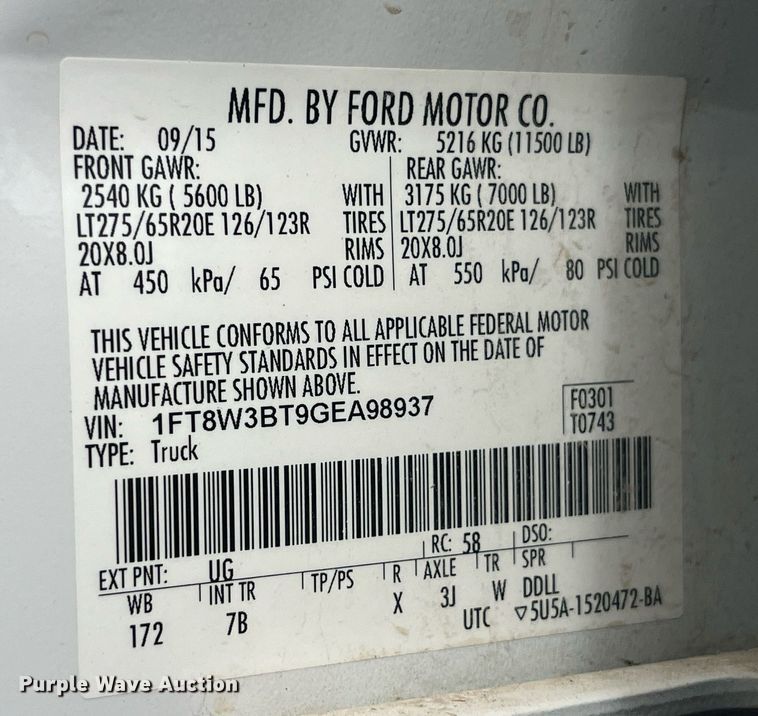 MFD. BY FORD MOTOR CO.
DATE: 09/15 GVWR: 5216 KG (11500 LB)
FRONT GAWR: REAR GAWR:
2540 KG ( 5600 LB) WITH 3175 KG ( 7000 LB) WITH
LT275/65R20E 126/123R TIRES LT275/65R20E 126/123R TIRES
20X8.0J RIMS 20X8.0J RIMS
AT 450 kPa/ 65 PSI COLD AT 550 kPa/ 80 PSI COLD
THIS VEHICLE CONFORMS TO ALL APPLICABLE FEDERAL MOTOR
VEHICLE SAFETY STANDARDS IN EFFECT ON THE DATE OF
MANUFACTURE SHOWN ABOVE.
VIN: 1FT8W3BT9GEA98937 F0301
TYPE: Truck T0743
EXT PNT: UG RC: 58 DSO:
WB INT TR TP/PS R AXLE TR SPR
172 7B X 3J W DDLL
UTC ▽5U5A-1520472-BA
Purple Wave Auction